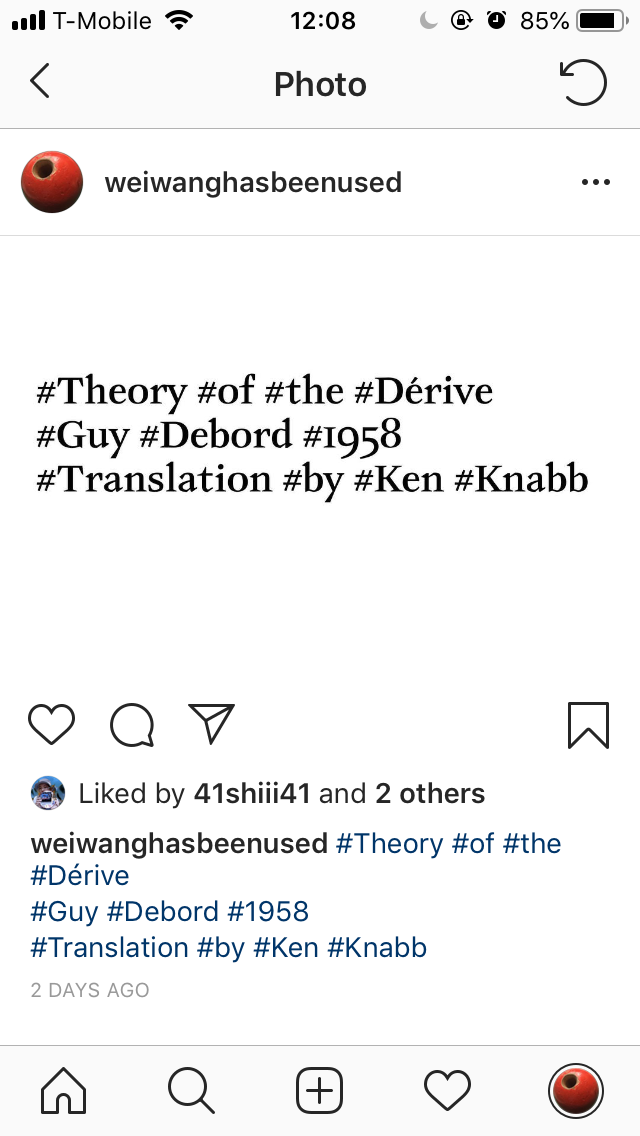 T-Mobile 12:08 85%
Photo
weiwanghasbeenused
#Theory #of #the #Dérive
#Guy #Debord #1958
#Translation #by #Ken #Knabb
Liked by 41shiii41 and 2 others
weiwanghasbeenused #Theory #of #the
#Dérive
#Guy #Debord #1958
#Translation #by #Ken #Knabb
2 DAYS AGO